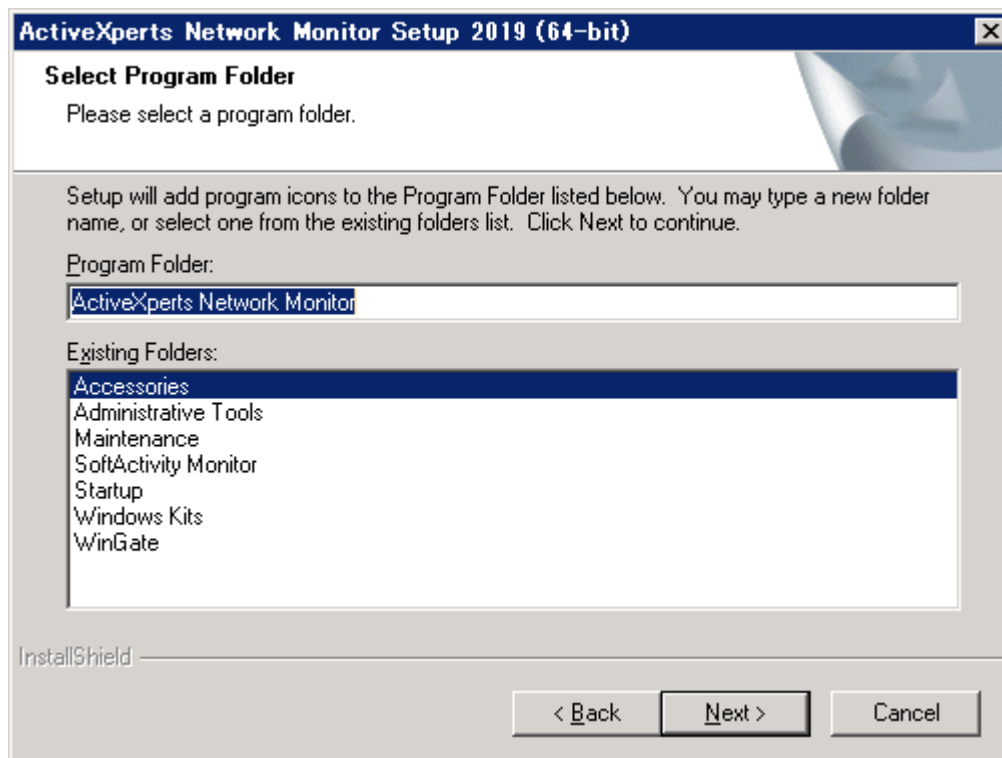 ActiveXperts Network Monitor Setup 2019 (64-bit)
Select Program Folder
Please select a program folder.
Setup will add program icons to the Program Folder listed below.  You may type a new folder
name, or select one from the existing folders list.  Click Next to continue.
Program Folder:
ActiveXperts Network Monitor
Existing Folders:
Accessories
Administrative Tools
Maintenance
SoftActivity Monitor
Startup
Windows Kits
WinGate
InstallShield
< Back
Next >
Cancel